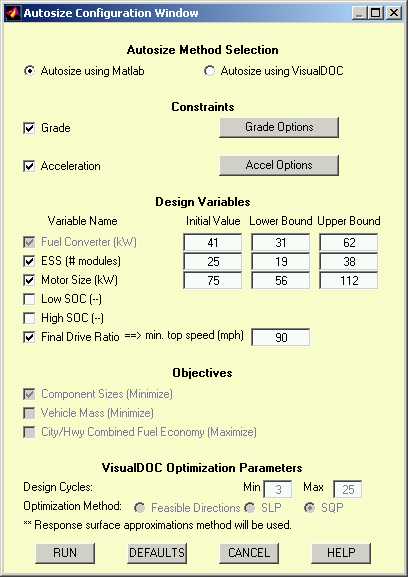 Autosize Configuration Window
Autosize Method Selection
Autosize using Matlab Autosize using VisualDOC
Constraints
Grade Grade Options
Acceleration Accel Options
Design Variables
Variable Name Initial Value Lower Bound Upper Bound
Fuel Converter (kW) 41 31 62
ESS (# modules) 25 19 38
Motor Size (kW) 75 56 112
Low SOC (--)
High SOC (--)
Final Drive Ratio ==> min. top speed (mph) 90
Objectives
Component Sizes (Minimize)
Vehicle Mass (Minimize)
City/Hwy Combined Fuel Economy (Maximize)
VisualDOC Optimization Parameters
Design Cycles: Min 3 Max 25
Optimization Method: Feasible Directions SLP SQP
** Response surface approximations method will be used.
RUN DEFAULTS CANCEL HELP